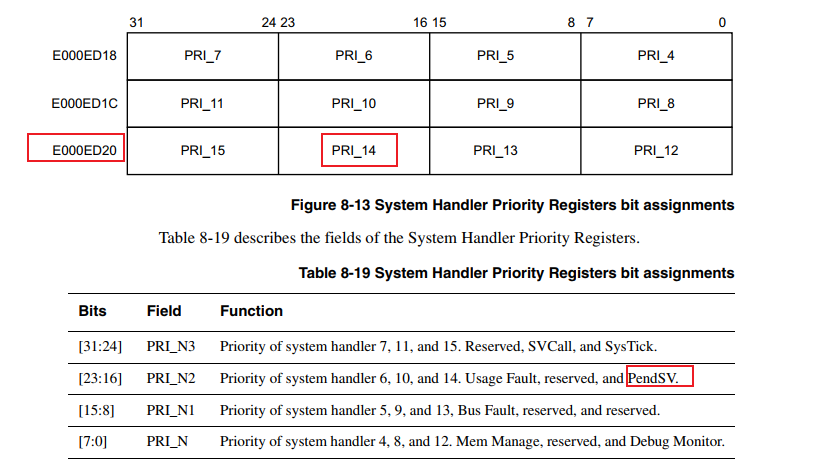 31 24 23 16 15 8 7 0
E000ED18 PRI_7 PRI_6 PRI_5 PRI_4
E000ED1C PRI_11 PRI_10 PRI_9 PRI_8
E000ED20 PRI_15 PRI_14 PRI_13 PRI_12
Figure 8-13 System Handler Priority Registers bit assignments
Table 8-19 describes the fields of the System Handler Priority Registers.
Table 8-19 System Handler Priority Registers bit assignments
Bits Field Function
[31:24] PRI_N3 Priority of system handler 7, 11, and 15. Reserved, SVCall, and SysTick.
[23:16] PRI_N2 Priority of system handler 6, 10, and 14. Usage Fault, reserved, and PendSV.
[15:8] PRI_N1 Priority of system handler 5, 9, and 13, Bus Fault, reserved, and reserved.
[7:0] PRI_N Priority of system handler 4, 8, and 12. Mem Manage, reserved, and Debug Monitor.